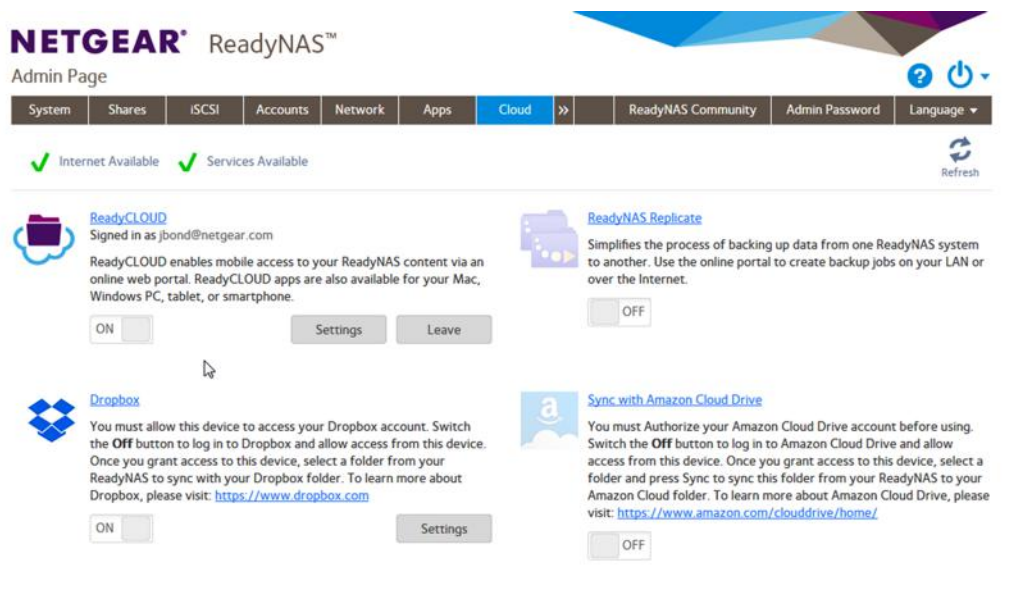 NETGEAR® ReadyNAS™
Admin Page
System Shares iSCSI Accounts Network Apps Cloud » ReadyNAS Community Admin Password Language
Internet Available Services Available
Refresh
ReadyCLOUD
Signed in as jbond@netgear.com
ReadyCLOUD enables mobile access to your ReadyNAS content via an
online web portal. ReadyCLOUD apps are also available for your Mac,
Windows PC, tablet, or smartphone.
ON Settings Leave
ReadyNAS Replicate
Simplifies the process of backing up data from one ReadyNAS system
to another. Use the online portal to create backup jobs on your LAN or
over the Internet.
OFF
Dropbox
You must allow this device to access your Dropbox account. Switch
the Off button to log in to Dropbox and allow access from this device.
Once you grant access to this device, select a folder from your
ReadyNAS to sync with your Dropbox folder. To learn more about
Dropbox, please visit: https://www.dropbox.com
ON Settings
Sync with Amazon Cloud Drive
You must Authorize your Amazon Cloud Drive account before using.
Switch the Off button to log in to Amazon Cloud Drive and allow
access from this device. Once you grant access to this device, select a
folder and press Sync to sync this folder from your ReadyNAS to your
Amazon Cloud folder. To learn more about Amazon Cloud Drive, please
visit: https://www.amazon.com/clouddrive/home/
OFF